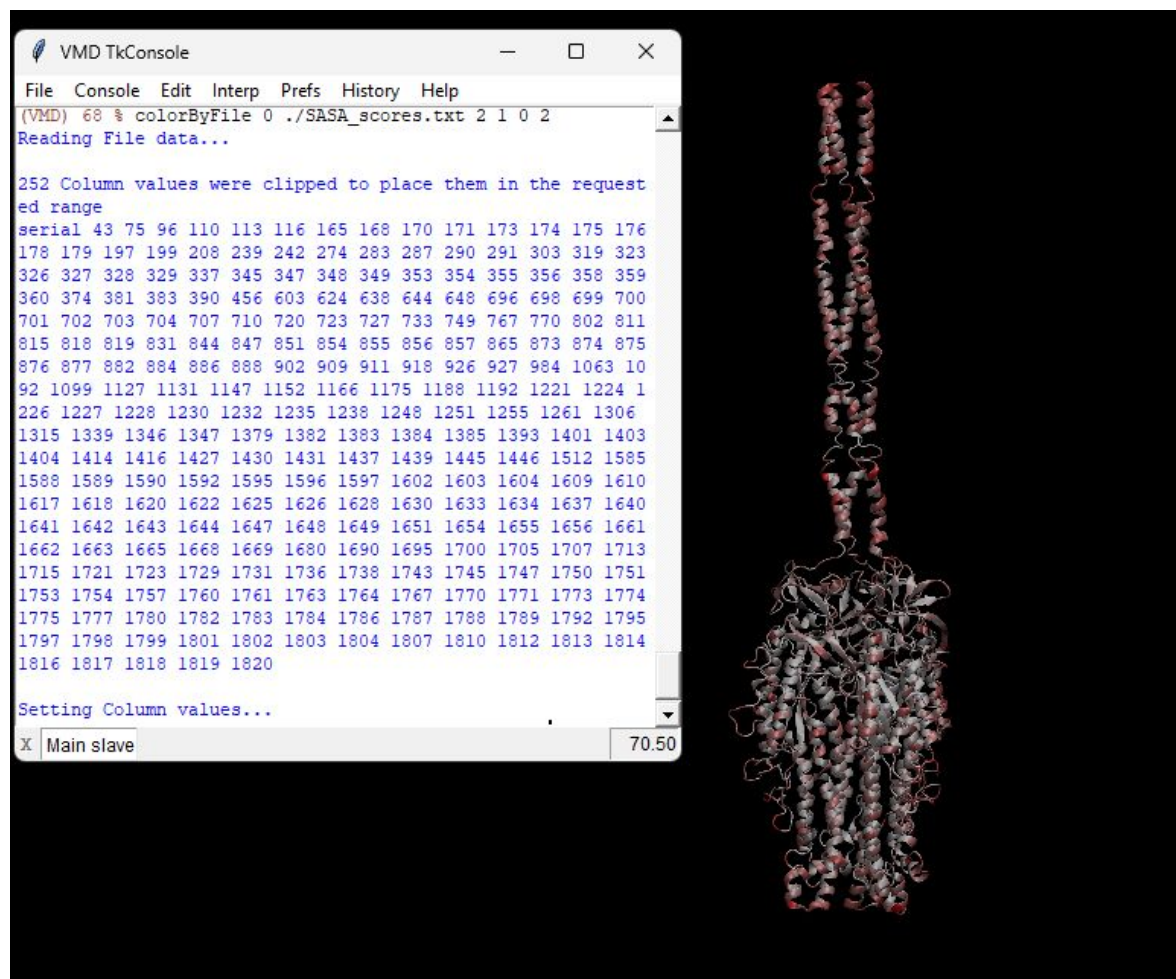 VMD TkConsole
File Console Edit Interp Prefs History Help
(VMD) 68 % colorByFile 0 ./SASA_scores.txt 2 1 0 2
Reading File data...
252 Column values were clipped to place them in the request
ed range
serial 43 75 96 110 113 116 165 168 170 171 173 174 175 176
178 179 197 199 208 239 242 274 283 287 290 291 303 319 323
326 327 328 329 337 345 347 348 349 353 354 355 356 358 359
360 374 381 383 390 456 603 624 638 644 648 696 698 699 700
701 702 703 704 707 710 720 723 727 733 749 767 770 802 811
815 818 819 831 844 847 851 854 855 856 857 865 873 874 875
876 877 882 884 886 888 902 909 911 918 926 927 984 1063 10
92 1099 1127 1131 1147 1152 1166 1175 1188 1192 1221 1224 1
226 1227 1228 1230 1232 1235 1238 1248 1251 1255 1261 1306
1315 1339 1346 1347 1379 1382 1383 1384 1385 1393 1401 1403
1404 1414 1416 1427 1430 1431 1437 1439 1445 1446 1512 1585
1588 1589 1590 1592 1595 1596 1597 1602 1603 1604 1609 1610
1617 1618 1620 1622 1625 1626 1628 1630 1633 1634 1637 1640
1641 1642 1643 1644 1647 1648 1649 1651 1654 1655 1656 1661
1662 1663 1665 1668 1669 1680 1690 1695 1700 1705 1707 1713
1715 1721 1723 1729 1731 1736 1738 1743 1745 1747 1750 1751
1753 1754 1757 1760 1761 1763 1764 1767 1770 1771 1773 1774
1775 1777 1780 1782 1783 1784 1786 1787 1788 1789 1792 1795
1797 1798 1799 1801 1802 1803 1804 1807 1810 1812 1813 1814
1816 1817 1818 1819 1820
Setting Column values...
X Main slave 70.50